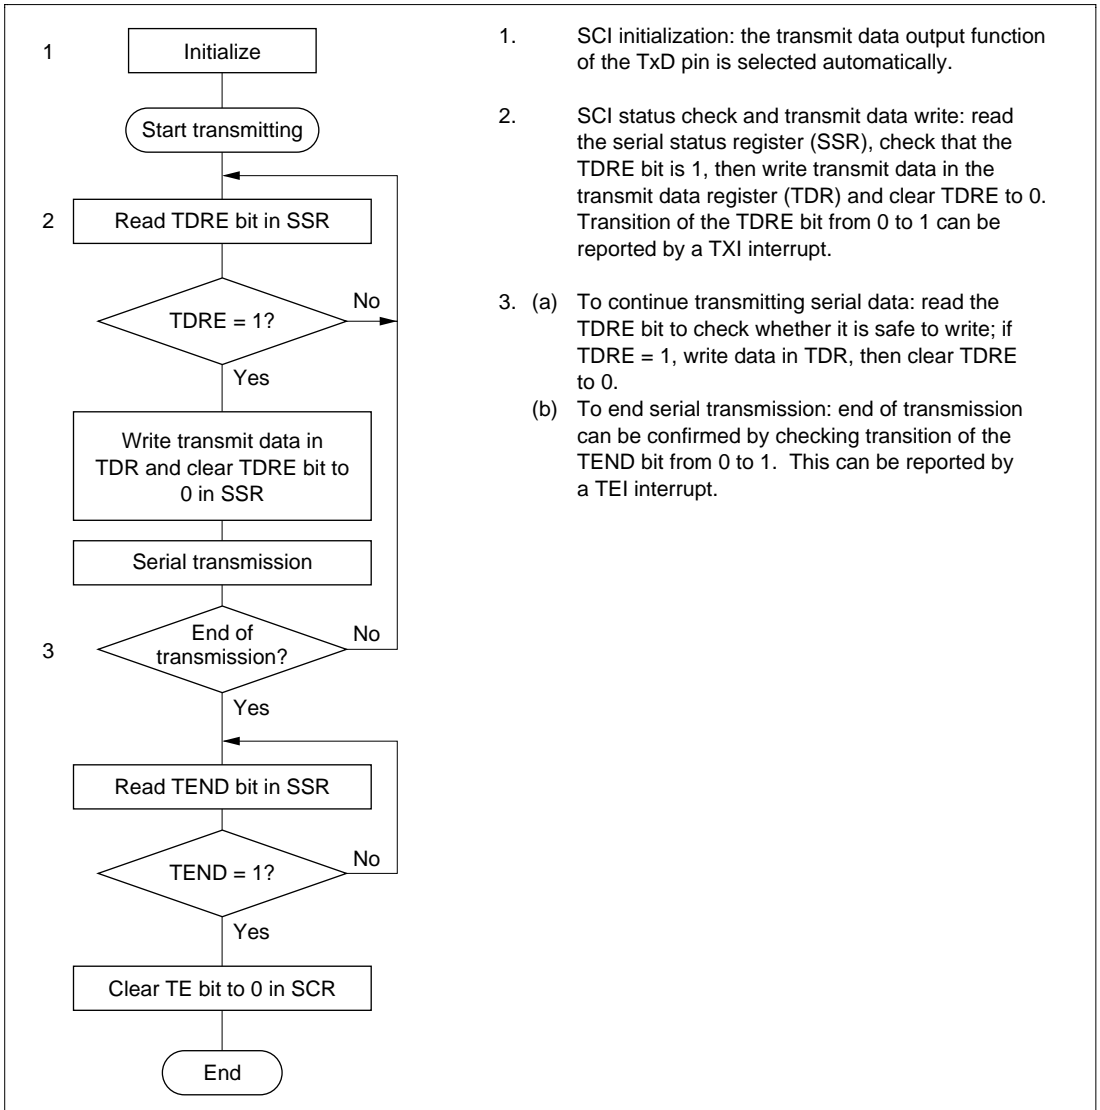 1
Initialize
Start transmitting
2
Read TDRE bit in SSR
TDRE = 1?
No
Yes
Write transmit data in
TDR and clear TDRE bit to
0 in SSR
Serial transmission
3
End of
transmission?
No
Yes
Read TEND bit in SSR
TEND = 1?
No
Yes
Clear TE bit to 0 in SCR
End
1. SCI initialization: the transmit data output function
of the TxD pin is selected automatically.
2. SCI status check and transmit data write: read
the serial status register (SSR), check that the
TDRE bit is 1, then write transmit data in the
transmit data register (TDR) and clear TDRE to 0.
Transition of the TDRE bit from 0 to 1 can be
reported by a TXI interrupt.
3. (a) To continue transmitting serial data: read the
TDRE bit to check whether it is safe to write; if
TDRE = 1, write data in TDR, then clear TDRE
to 0.
(b) To end serial transmission: end of transmission
can be confirmed by checking transition of the
TEND bit from 0 to 1. This can be reported by
a TEI interrupt.